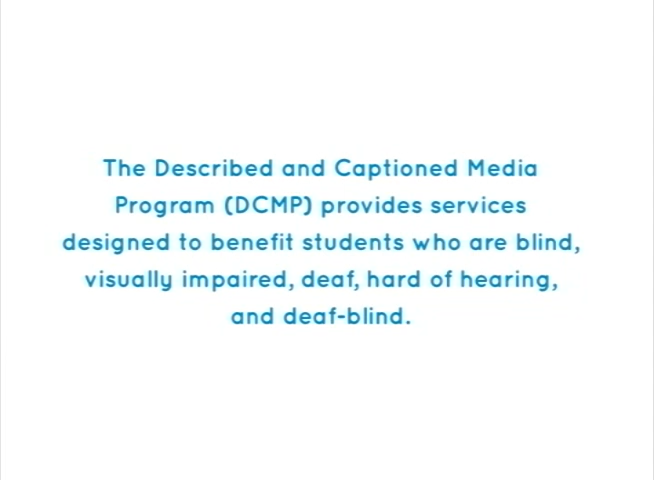 The Described and Captioned Media
Program (DCMP) provides services
designed to benefit students who are blind,
visually impaired, deaf, hard of hearing,
and deaf-blind.